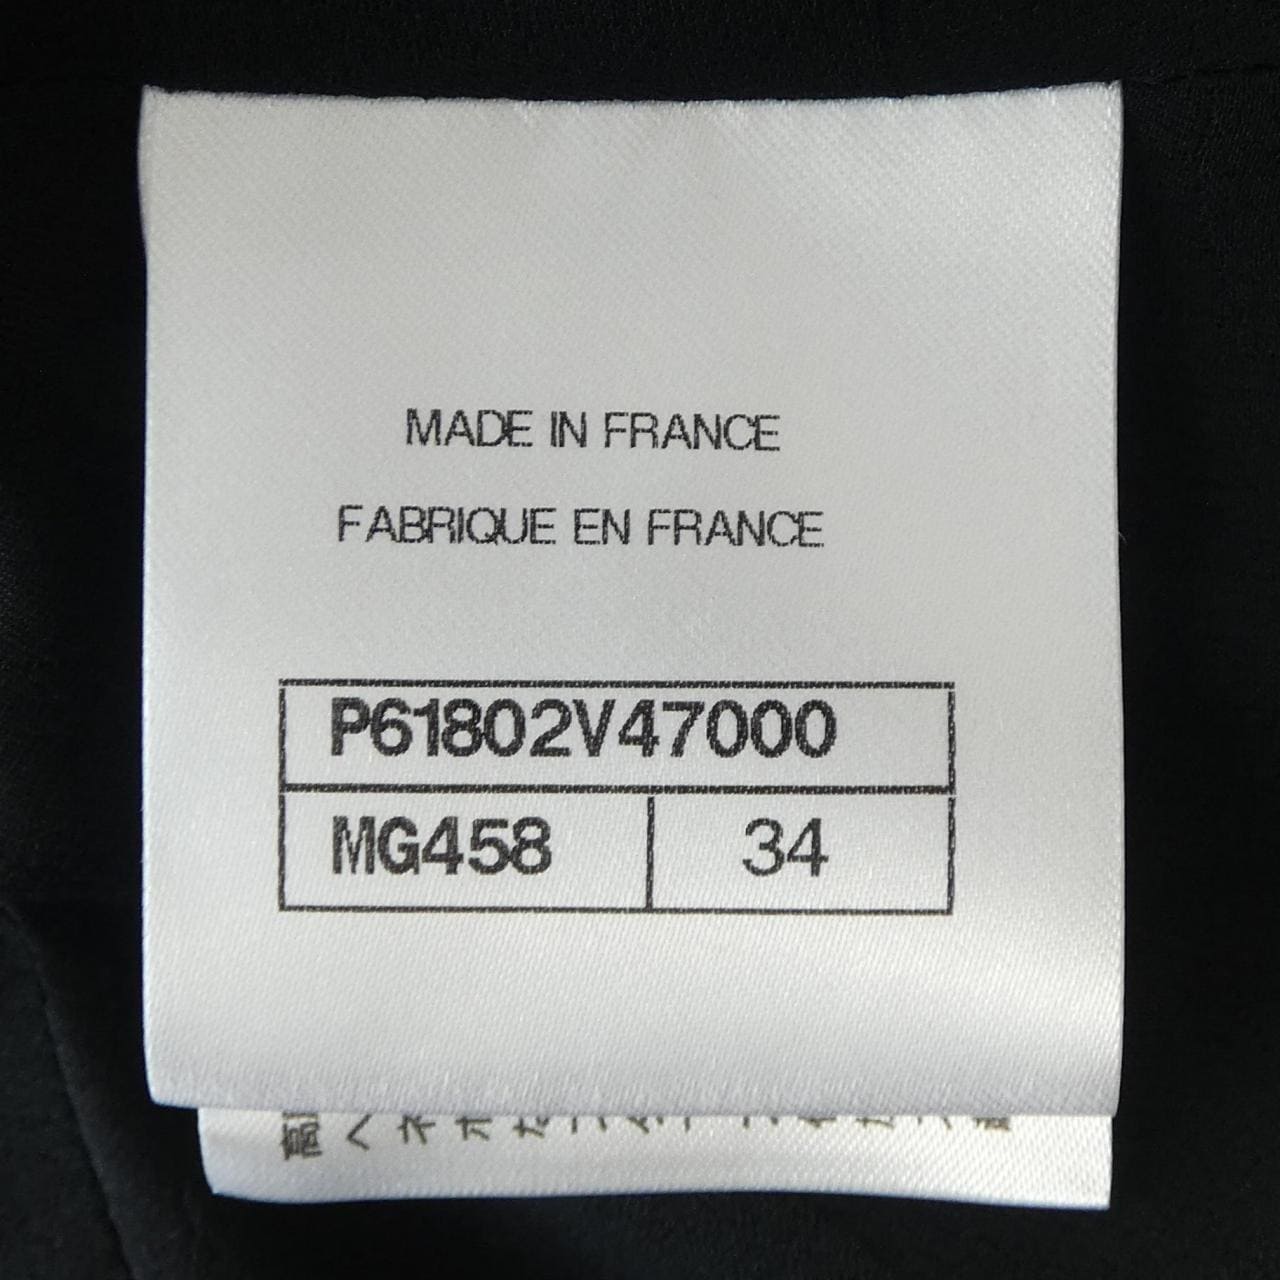 MADE IN FRANCE
FABRIQUE EN FRANCE
P61802V47000
MG458 34